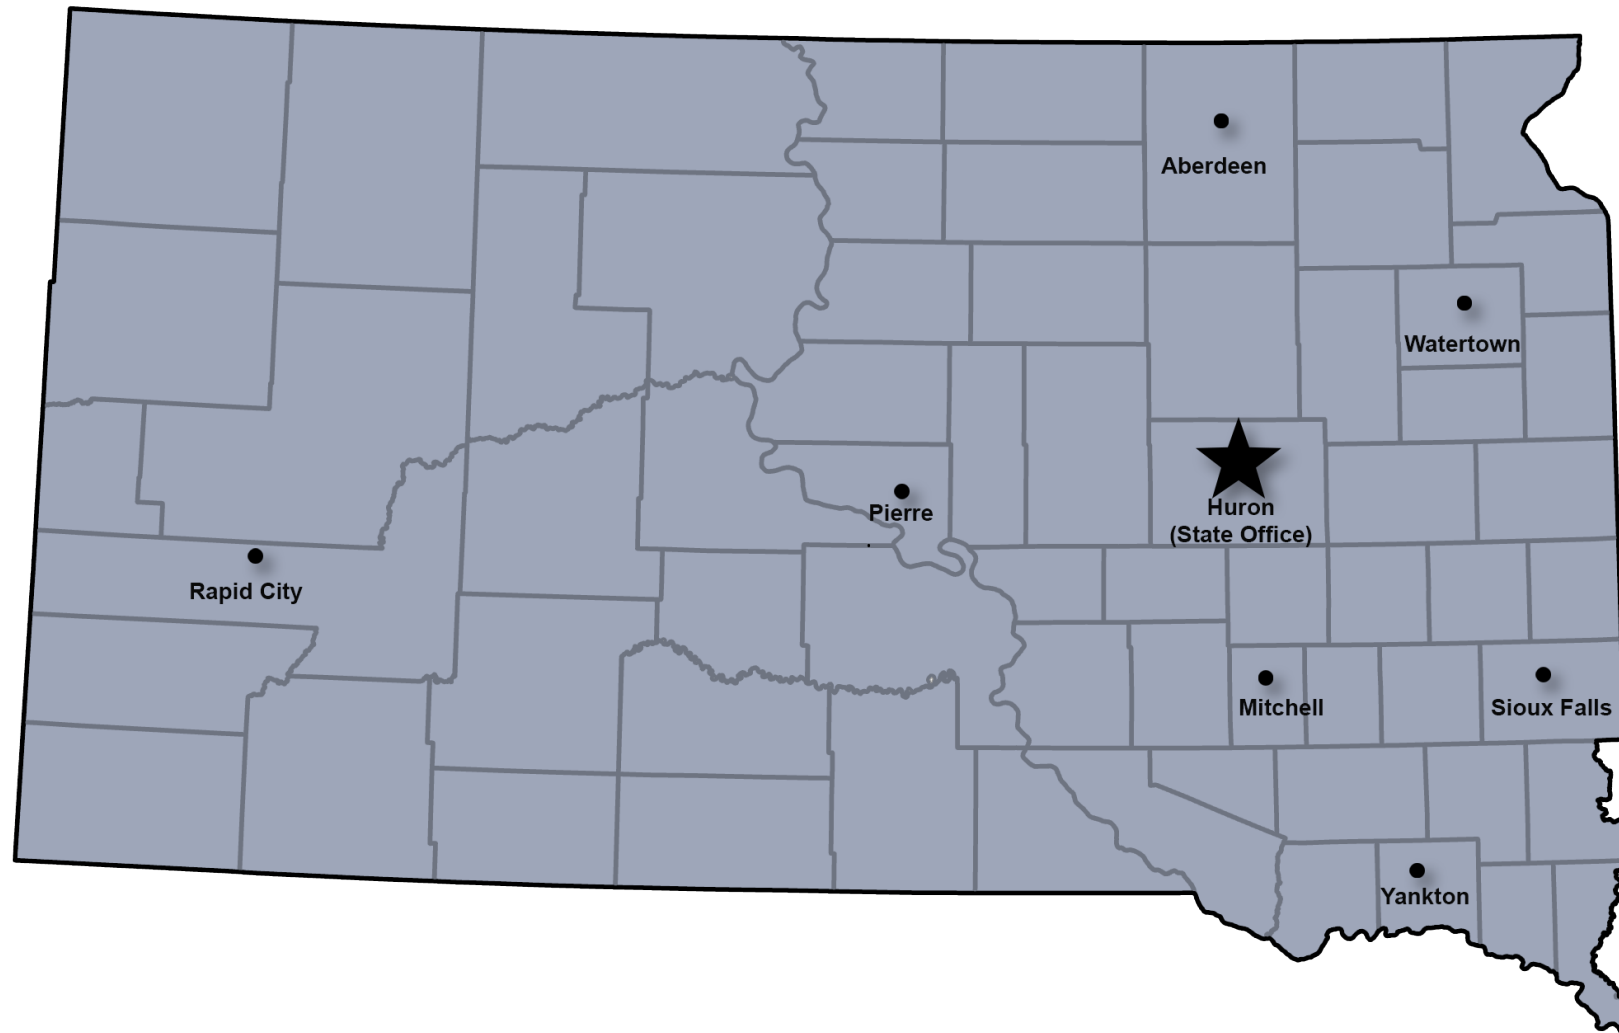 Aberdeen
Watertown
Huron
(State Office)
Pierre
Rapid City
Mitchell
Sioux Falls
Yankton